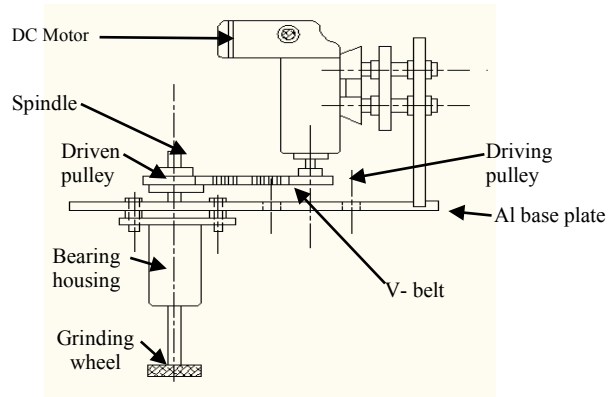 DC Motor
Spindle
Driven
pulley
Driving
pulley
Al base plate
Bearing
housing
V- belt
Grinding
wheel